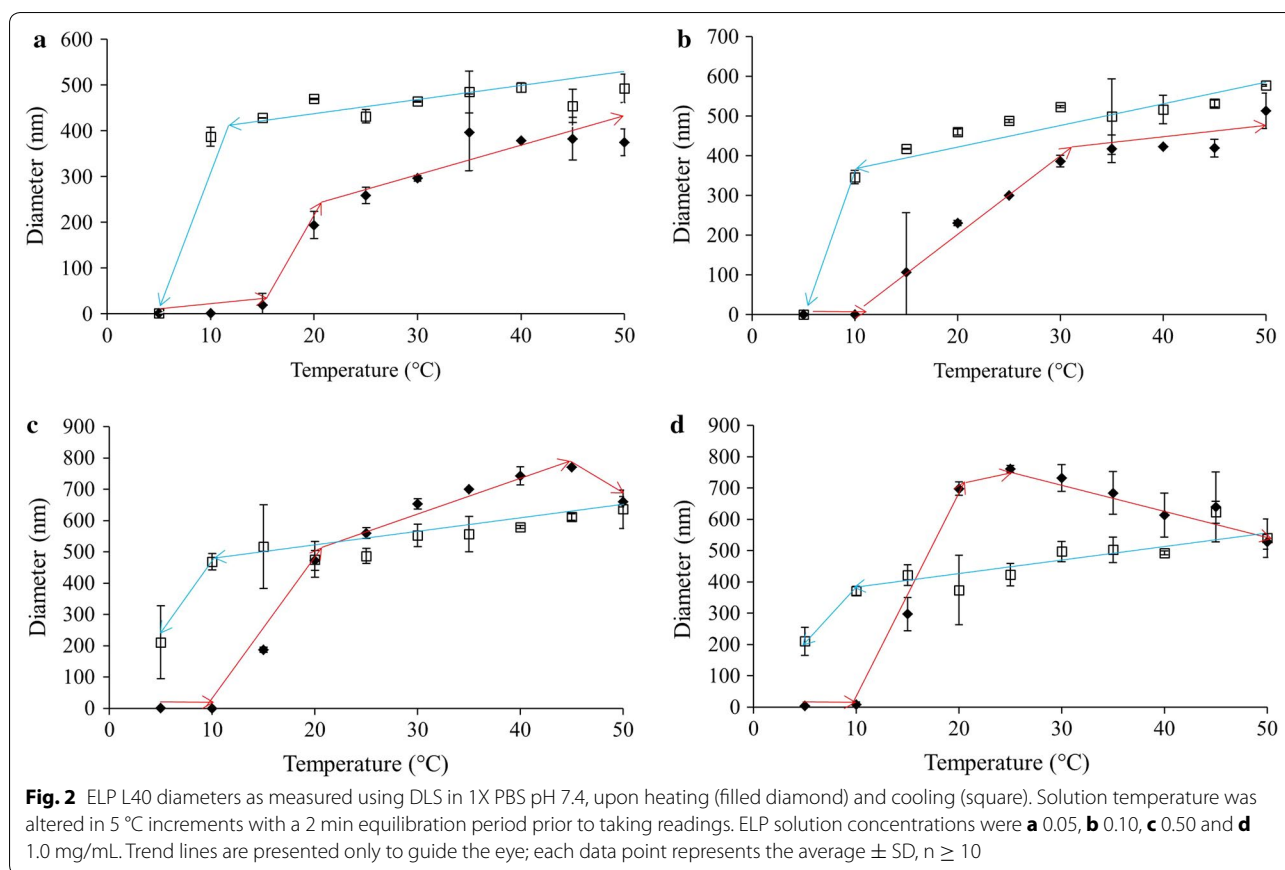 a
600
500
400
300
200
100
0
Diameter (nm)
0 10 20 30 40 50
Temperature (°C)
b
700
600
500
400
300
200
100
0
Diameter (nm)
0 10 20 30 40 50
Temperature (°C)
c
900
800
700
600
500
400
300
200
100
0
Diameter (nm)
0 10 20 30 40 50
Temperature (°C)
d
900
800
700
600
500
400
300
200
100
0
Diameter (nm)
0 10 20 30 40 50
Temperature (°C)
Fig. 2 ELP L40 diameters as measured using DLS in 1X PBS pH 7.4, upon heating (filled diamond) and cooling (square). Solution temperature was
altered in 5 °C increments with a 2 min equilibration period prior to taking readings. ELP solution concentrations were a 0.05, b 0.10, c 0.50 and d
1.0 mg/mL. Trend lines are presented only to guide the eye; each data point represents the average ± SD, n ≥ 10